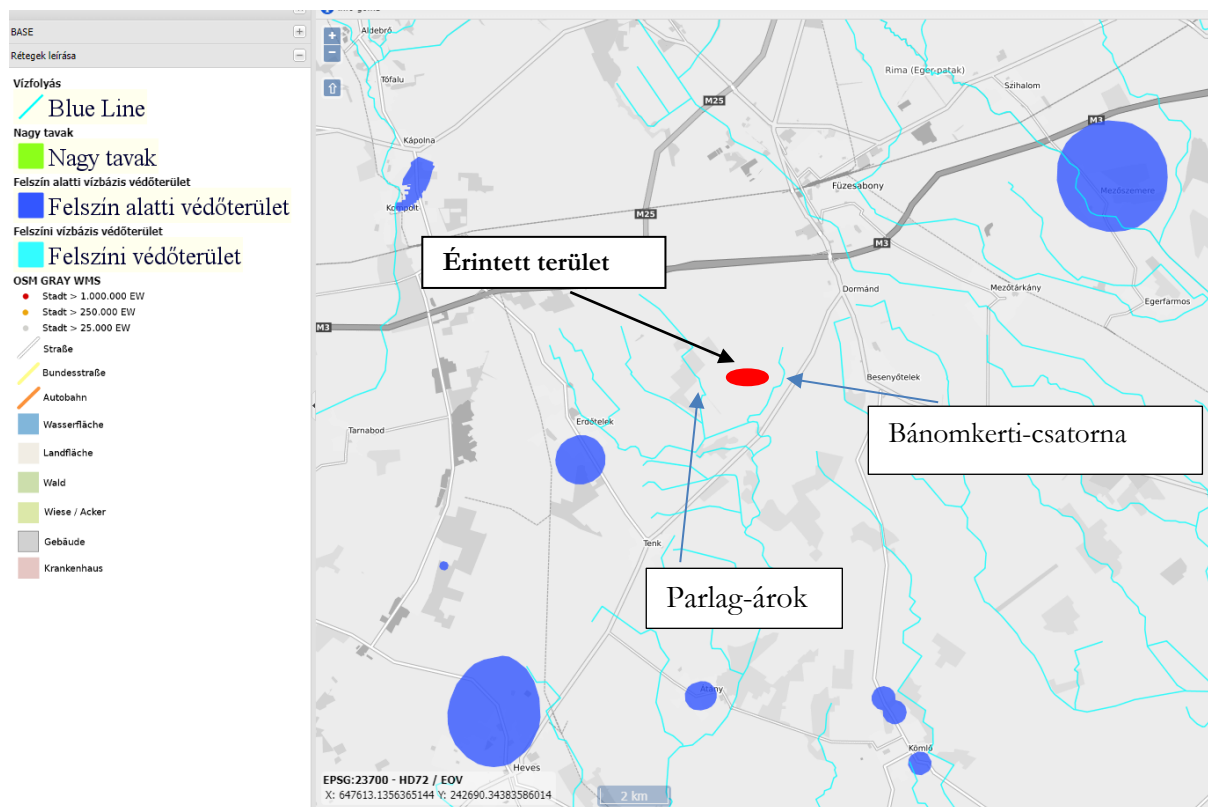 BASE
Rétegek leírása
Vízfolyás
Blue Line
Nagy tavak
Nagy tavak
Felszín alatti vízbázis védőterület
Felszín alatti védőterület
Felszíni vízbázis védőterület
Felszíni védőterület
OSM GRAY WMS
Stadt > 1.000.000 EW
Stadt > 250.000 EW
Stadt > 25.000 EW
Straße
Bundesstraße
Autobahn
Wasserfläche
Landfläche
Wald
Wiese / Acker
Gebäude
Krankenhaus
Aldebrő
Tófalu
Rima (Eger-patak)
Szihalom
M25
M3
Kápolna
Füzesabony
Mezőszemere
Kompolt
M25
M3
Érintett terület
Dormánd
Mezőtárkány
Egerfarmos
M3
Besenyőtelek
Erdőtelek
Tarnabod
Bánomkerti-csatorna
Tenk
Parlag-árok
Átány
Kömlő
Heves
EPSG:23700 - HD72 / EOV
X: 647613.1356365144 Y: 242690.34383586014
2 km